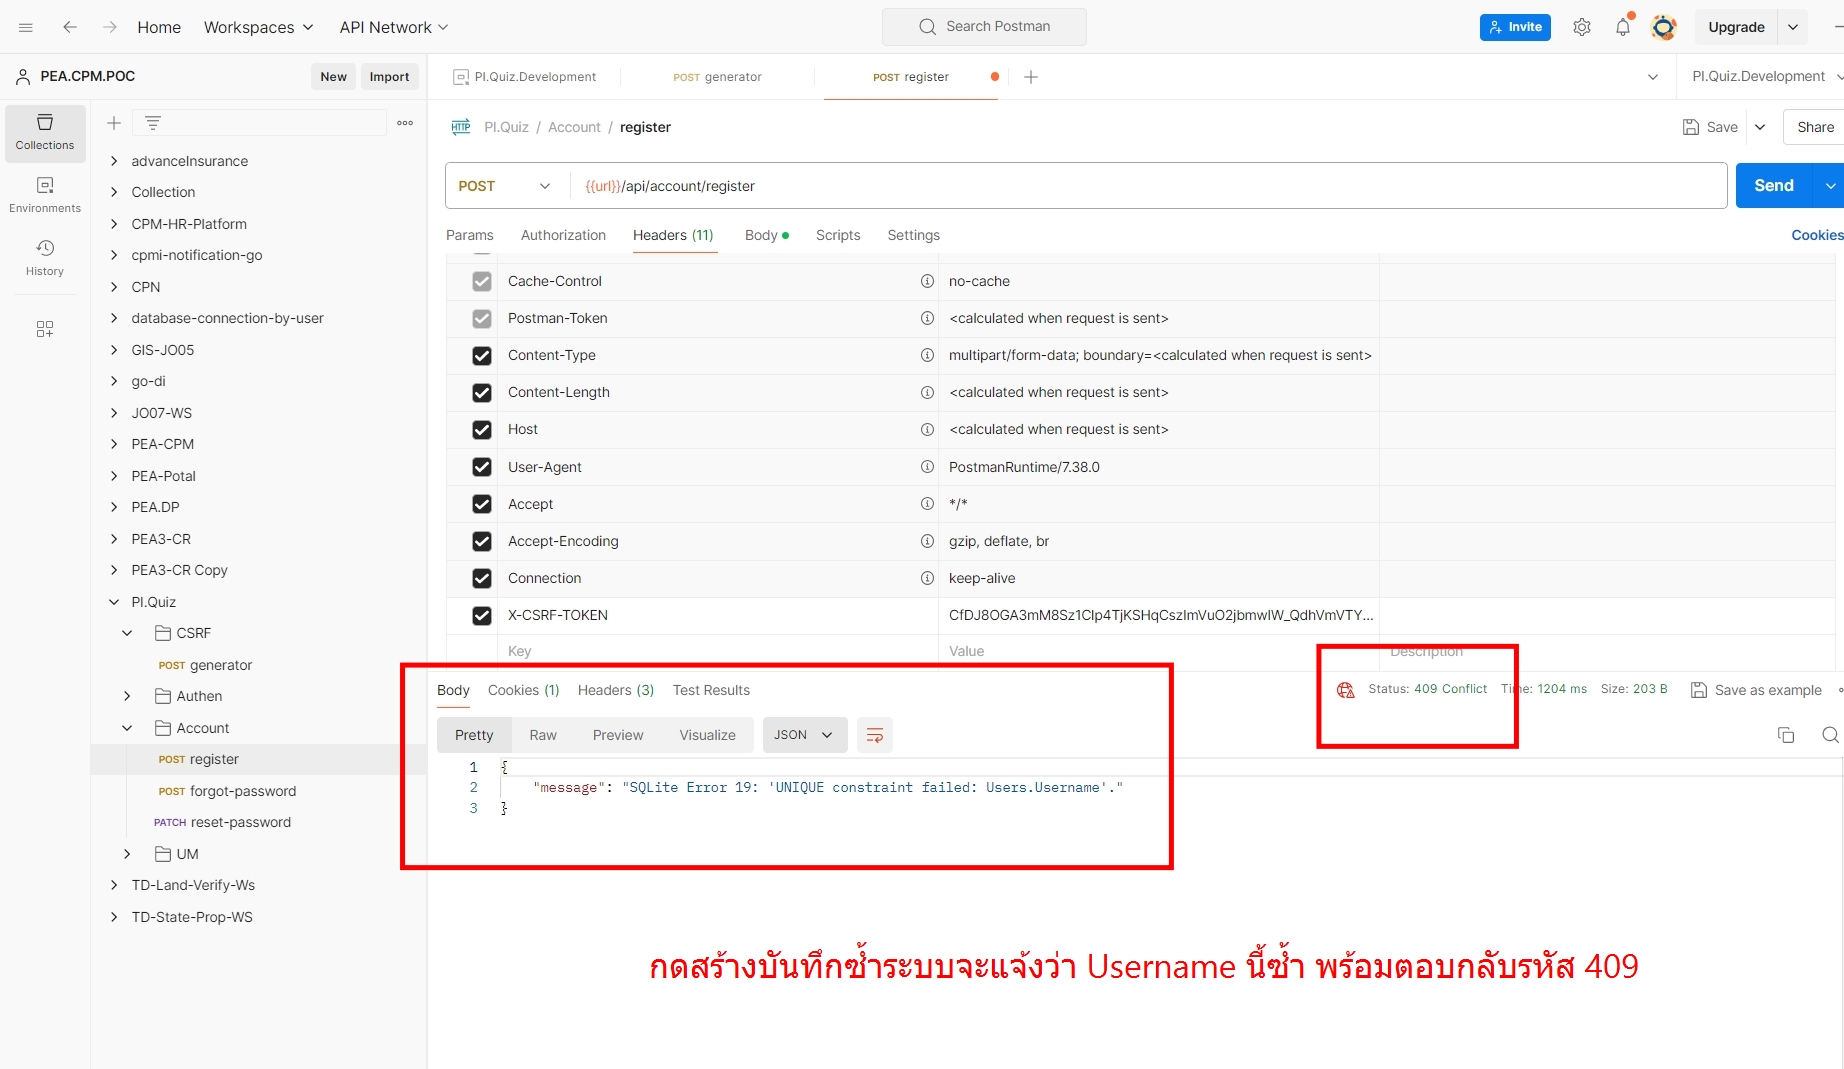 Home Workspaces API Network Search Postman Invite Upgrade
PEA.CPM.POC New Import PI.Quiz.Development POST generator POST register PI.Quiz.Development
Collections
Environments
History
advanceInsurance
Collection
CPM-HR-Platform
cpmi-notification-go
CPN
database-connection-by-user
GIS-JO05
go-di
JO07-WS
PEA-CPM
PEA-Potal
PEA.DP
PEA3-CR
PEA3-CR Copy
PI.Quiz
CSRF
POST generator
Authen
Account
POST register
POST forgot-password
PATCH reset-password
UM
TD-Land-Verify-Ws
TD-State-Prop-WS
HTTP PI.Quiz / Account / register Save Share
POST {{url}}/api/account/register Send
Params Authorization Headers (11) Body Scripts Settings Cookies
Cache-Control no-cache
Postman-Token <calculated when request is sent>
Content-Type multipart/form-data; boundary=<calculated when request is sent>
Content-Length <calculated when request is sent>
Host <calculated when request is sent>
User-Agent PostmanRuntime/7.38.0
Accept */*
Accept-Encoding gzip, deflate, br
Connection keep-alive
X-CSRF-TOKEN
Key Value Description
Body Cookies (1) Headers (3) Test Results Status: 409 Conflict Time: 1204 ms Size: 203 B Save as example
Pretty Raw Preview Visualize JSON
1 {
2 "message": "SQLite Error 19: 'UNIQUE constraint failed: Users.Username'."
3 }
กดสร้างบันทึกซ้ำระบบจะแจ้งว่า Username นี้ซ้ำ พร้อมตอบกลับรหัส 409